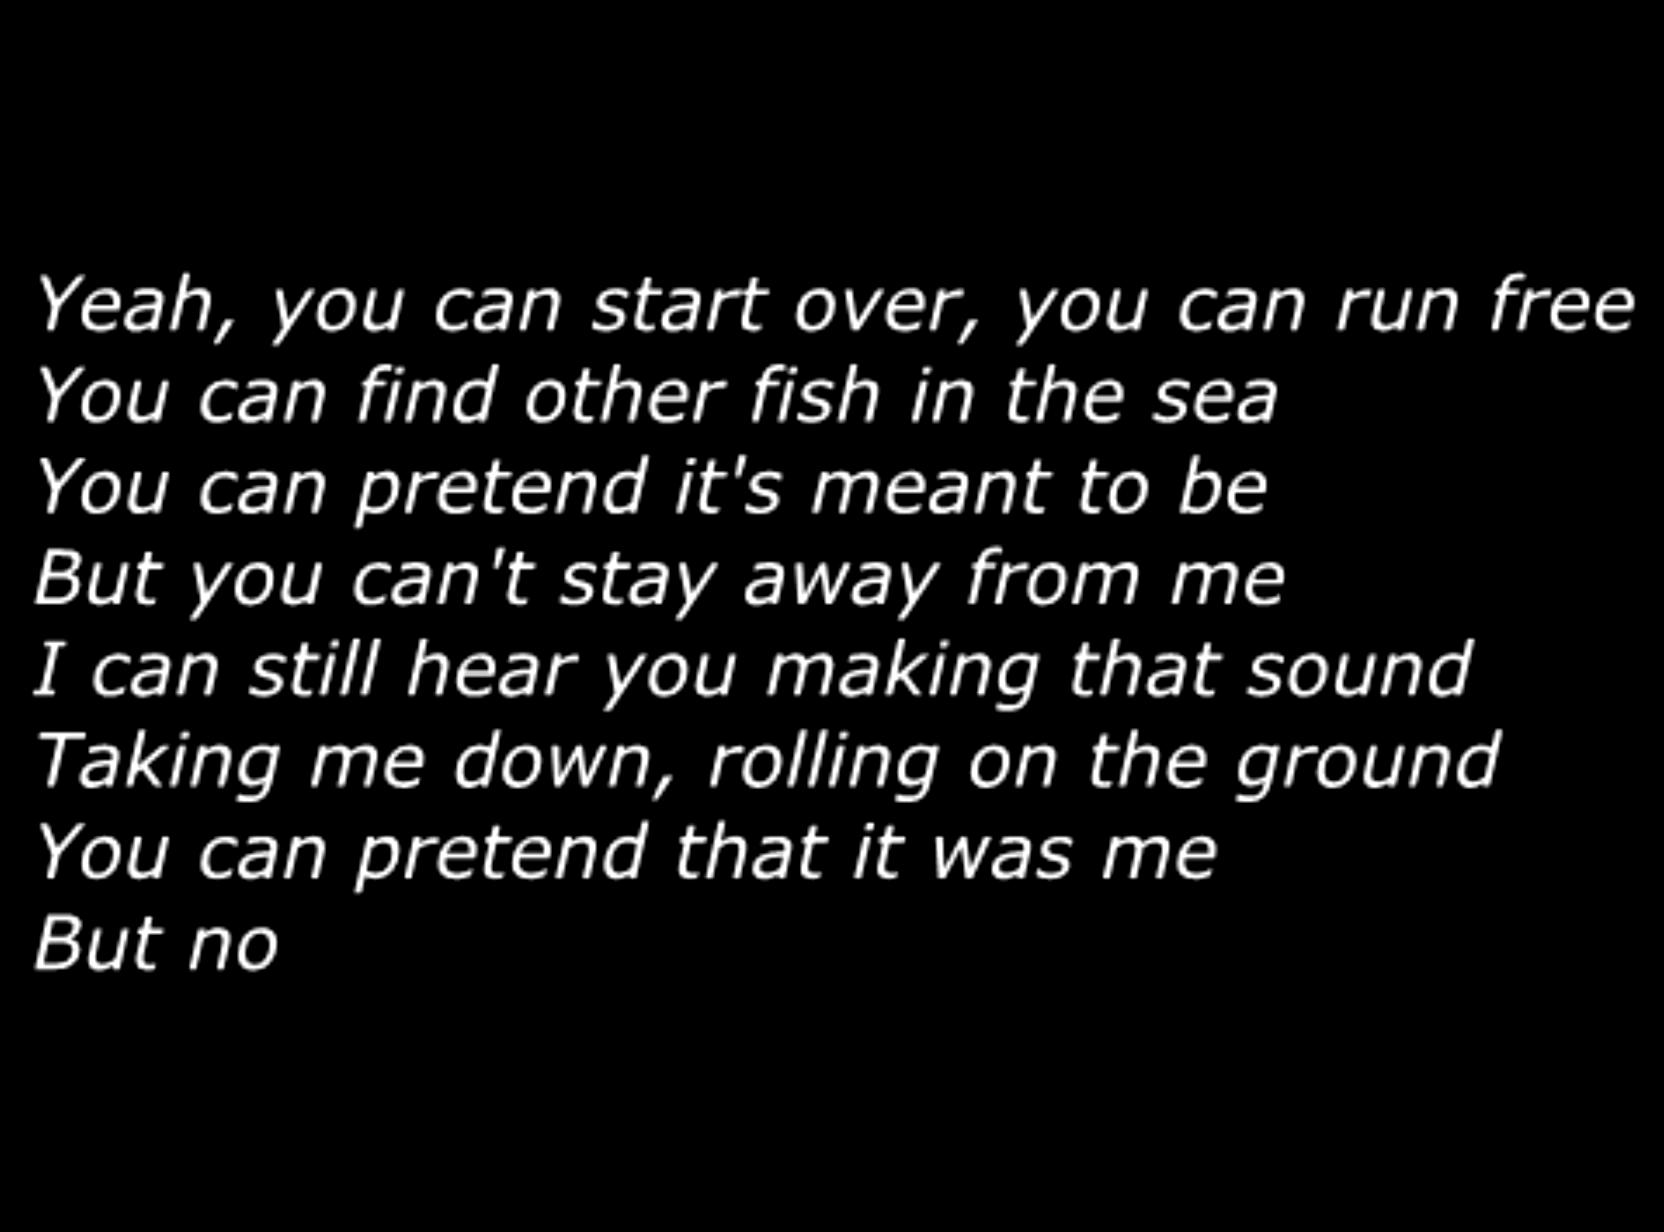 Yeah, you can start over, you can run free
You can find other fish in the sea
You can pretend it's meant to be
But you can't stay away from me
I can still hear you making that sound
Taking me down, rolling on the ground
You can pretend that it was me
But no